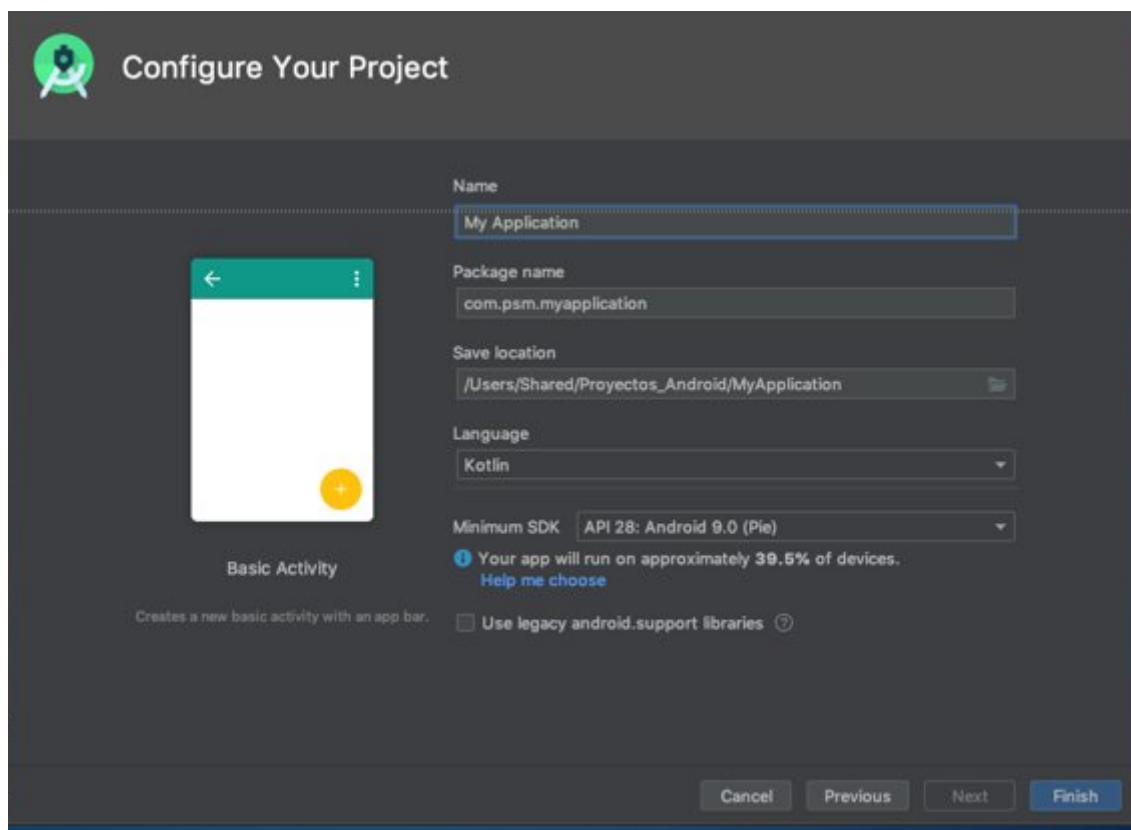 Configure Your Project
Name
My Application
Package name
com.psm.myapplication
Save location
/Users/Shared/Proyectos_Android/MyApplication
Language
Kotlin
Minimum SDK API 28: Android 9.0 (Pie)
Your app will run on approximately 39.5% of devices.
Help me choose
Use legacy android.support libraries ?
Basic Activity
Creates a new basic activity with an app bar.
Cancel Previous Next Finish